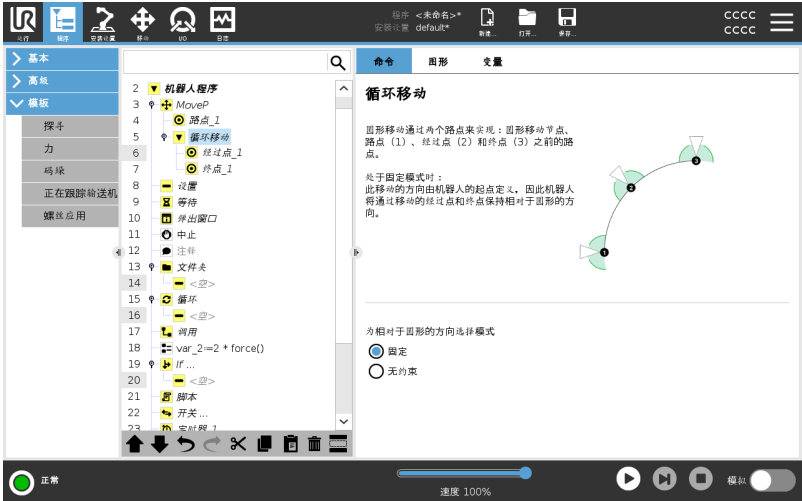 UR
运行
程序
安装设置
移动
I/O
日志
程序 <未命名>*
安装设置 default*
新建...
打开...
保存...
cccc
cccc
基本
高级
模板
探寻
力
码垛
正在跟踪输送机
螺丝应用
2 机器人程序
3 MoveP
4 路点_1
5 循环移动
6 经过点_1
7 终点_1
8 设置
9 等待
10 弹出窗口
11 中止
12 注释
13 文件夹
14 <空>
15 循环
16 <空>
17 调用
18 var_2≔2 * force()
19 If ...
20 <空>
21 脚本
22 开关 ...
23 定时器_1
命令 图形 变量
循环移动
圆形移动通过两个路点来实现：圆形移动节点、
路点（1）、经过点（2）和终点（3）之前的路
点。
处于固定模式时：
此移动的方向由机器人的起点定义，因此机器人
将通过移动的经过点和终点保持相对于圆形的方
向。
3
2
1
为相对于圆形的方向选择模式
固定
无约束
正常
速度 100%
模拟